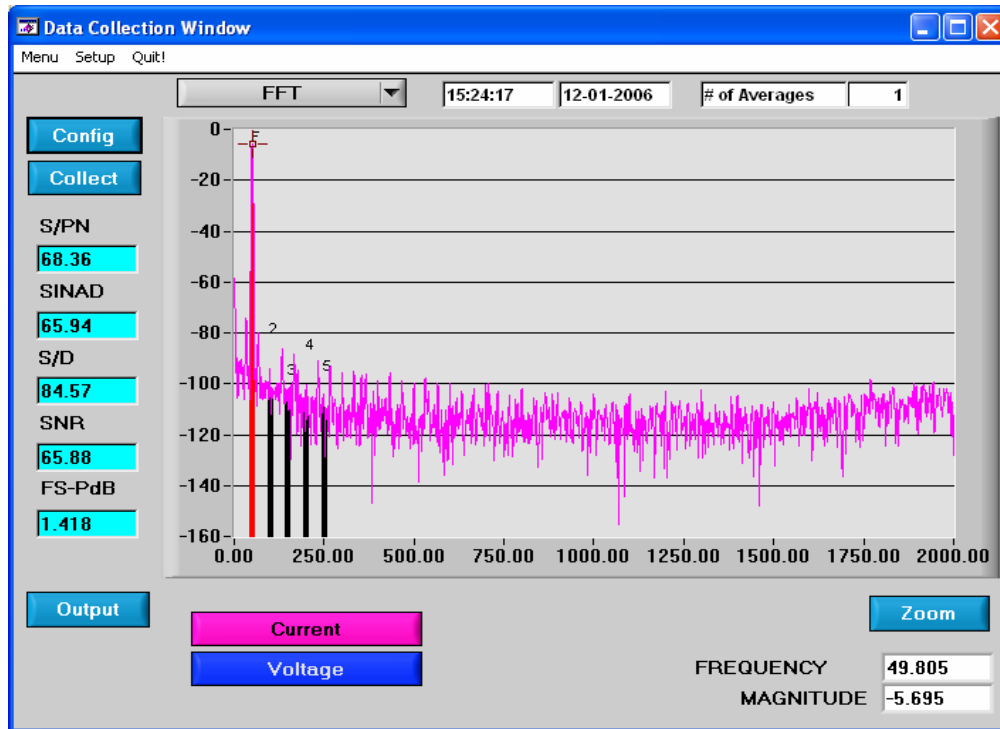 Data Collection Window
Menu Setup Quit!
FFT 15:24:17 12-01-2006 # of Averages 1
Config
Collect
S/PN
68.36
SINAD
65.94
S/D
84.57
SNR
65.88
FS-PdB
1.418
Output
0
-20
-40
-60
-80
-100
-120
-140
-160
F
2
3
4
5
0.00 250.00 500.00 750.00 1000.00 1250.00 1500.00 1750.00 2000.00
Current
Voltage
Zoom
FREQUENCY 49.805
MAGNITUDE -5.695